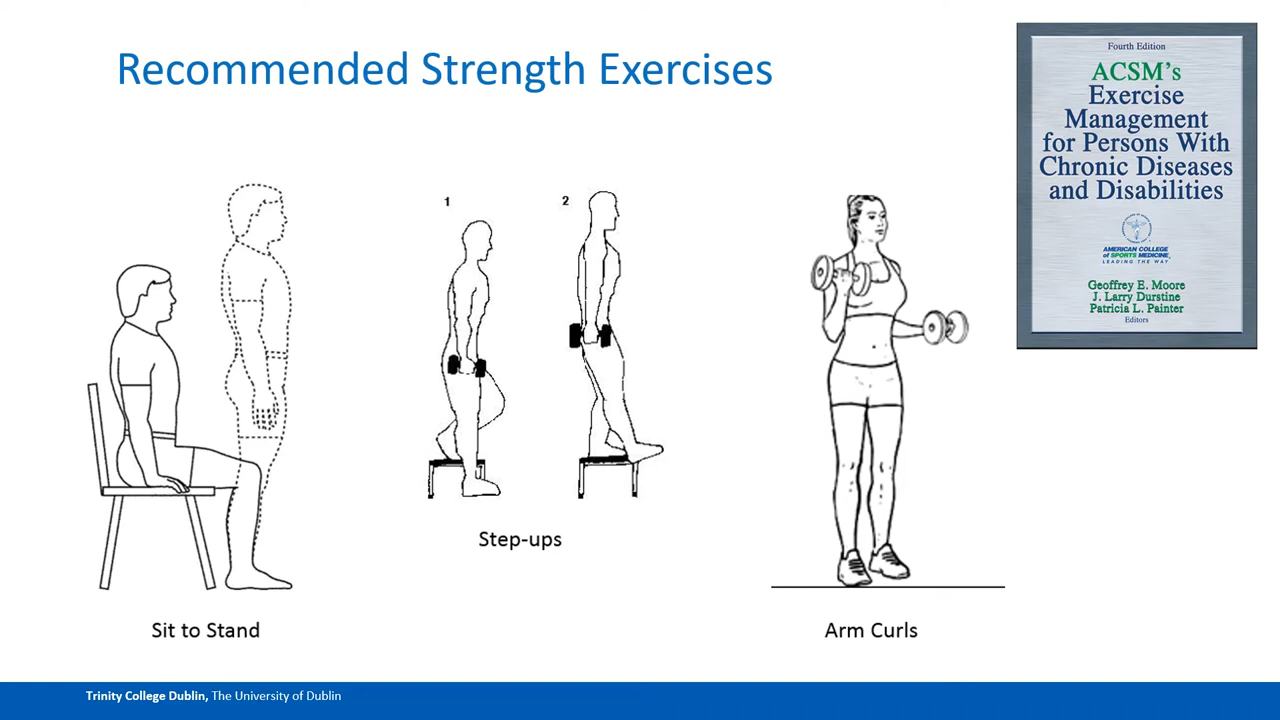 Recommended Strength Exercises
Fourth Edition
ACSM's
Exercise
Management
for Persons With
Chronic Diseases
and Disabilities
AMERICAN COLLEGE
of SPORTS MEDICINE
LEADING THE WAY
Geoffrey E. Moore
J. Larry Durstine
Patricia L. Painter
Editors
1
2
Step-ups
Sit to Stand
Arm Curls
Trinity College Dublin, The University of Dublin